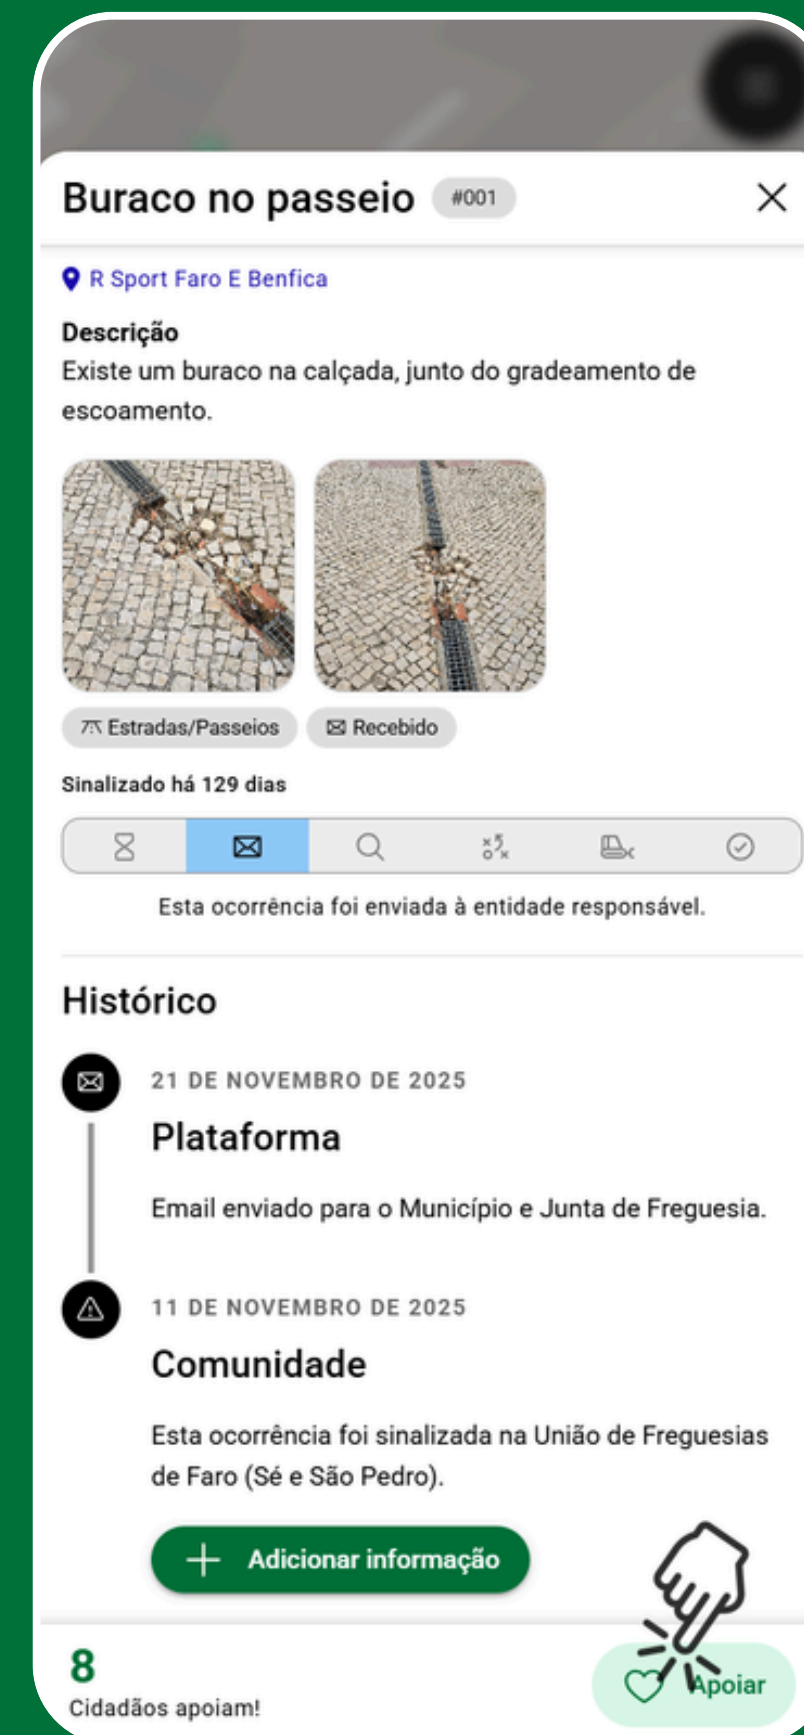 Buraco no passeio #001
R Sport Faro E Benfica
Descrição
Existe um buraco na calçada, junto do gradeamento de
escoamento.
Estradas/Passeios Recebido
Sinalizado há 129 dias
Esta ocorrência foi enviada à entidade responsável.
Histórico
21 DE NOVEMBRO DE 2025
Plataforma
Email enviado para o Município e Junta de Freguesia.
11 DE NOVEMBRO DE 2025
Comunidade
Esta ocorrência foi sinalizada na União de Freguesias
de Faro (Sé e São Pedro).
Adicionar informação
8
Cidadãos apoiam!
Apoiar